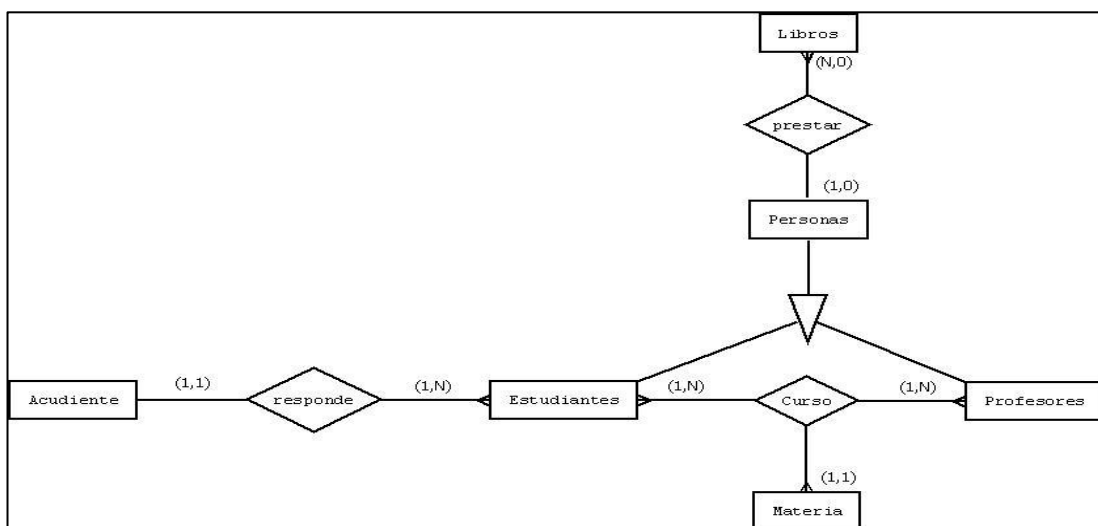 Libros
(N,0)
prestar
(1,0)
Personas
(1,1)
(1,N)
(1,N)
(1,N)
Acudiente
responde
Estudiantes
Curso
Profesores
(1,1)
Materia